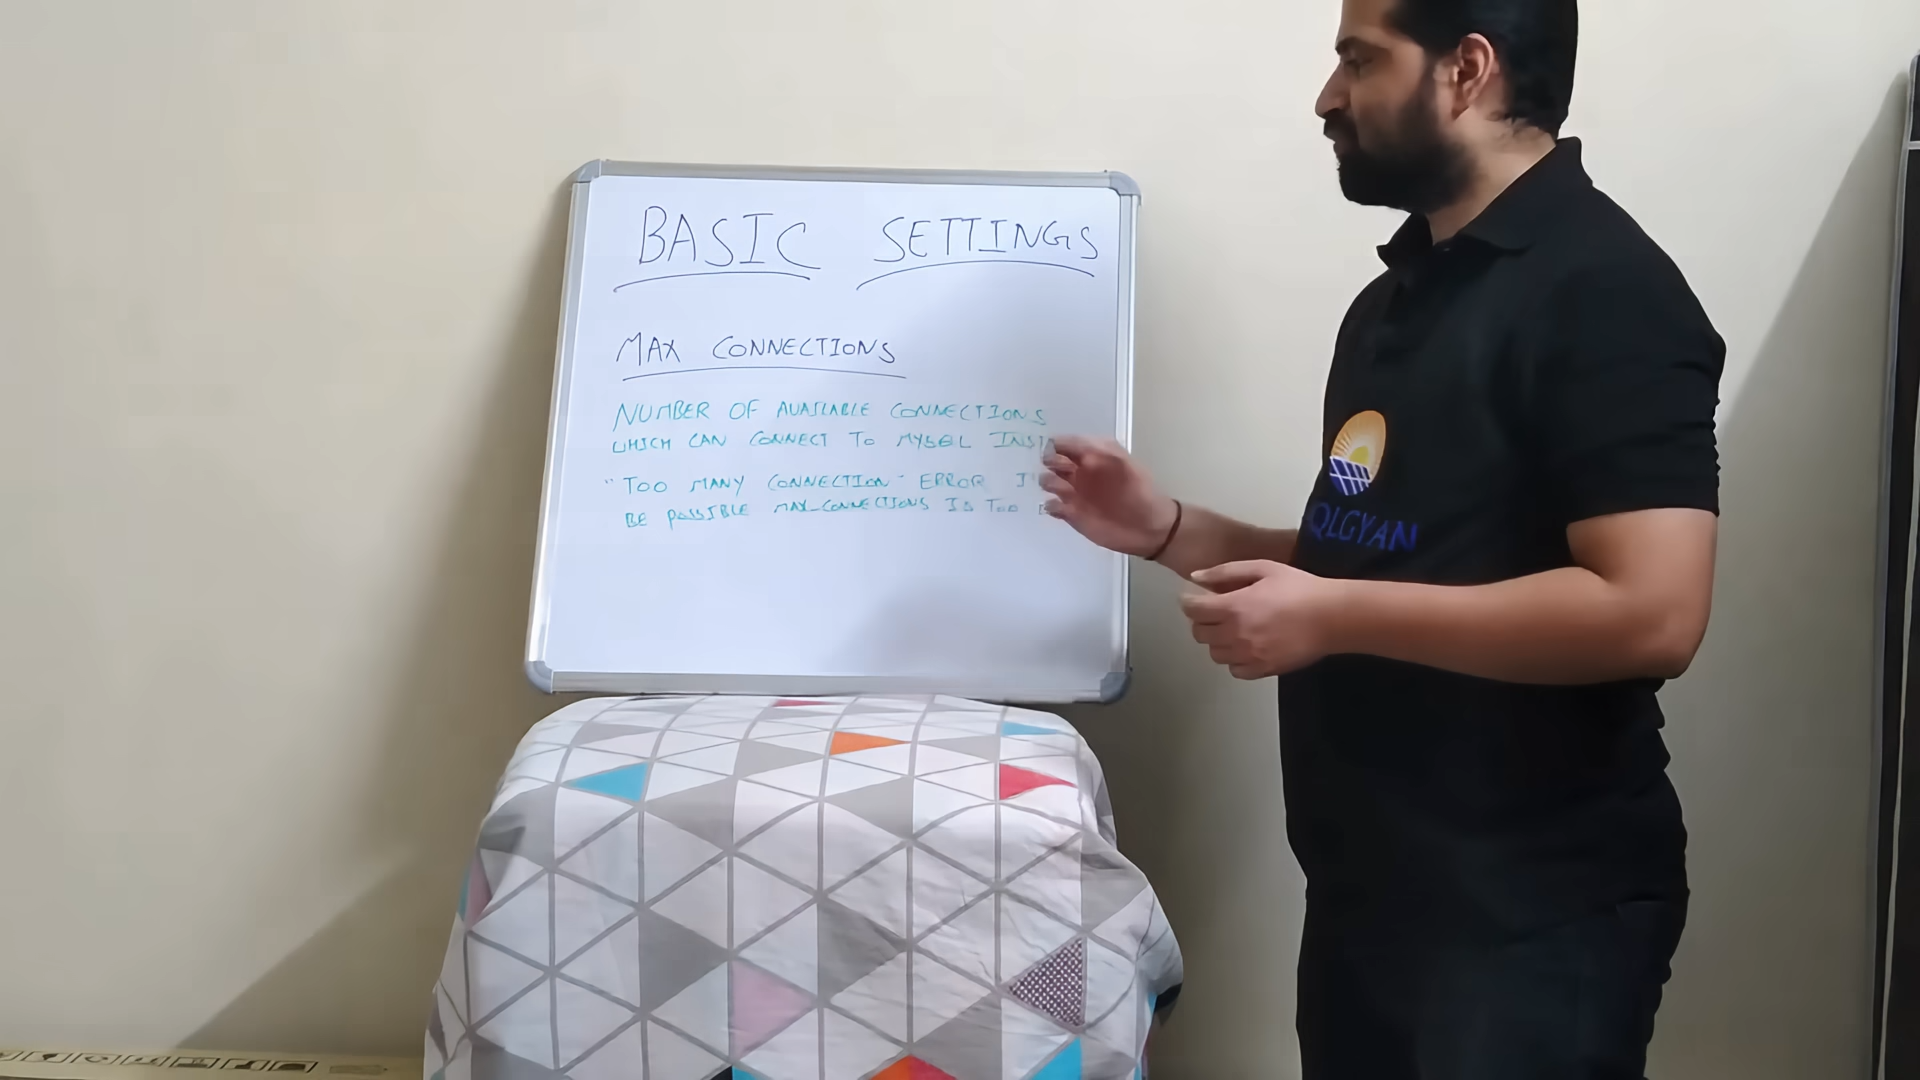 BASIC SETTINGS
MAX CONNECTIONS
NUMBER OF AVAILABLE CONNECTIONS
WHICH CAN CONNECT TO MYSQL
"TOO MANY CONNECTION" ERROR
BE POSSIBLE MAX_CONNECTIONS IS TOO
QLGYAN